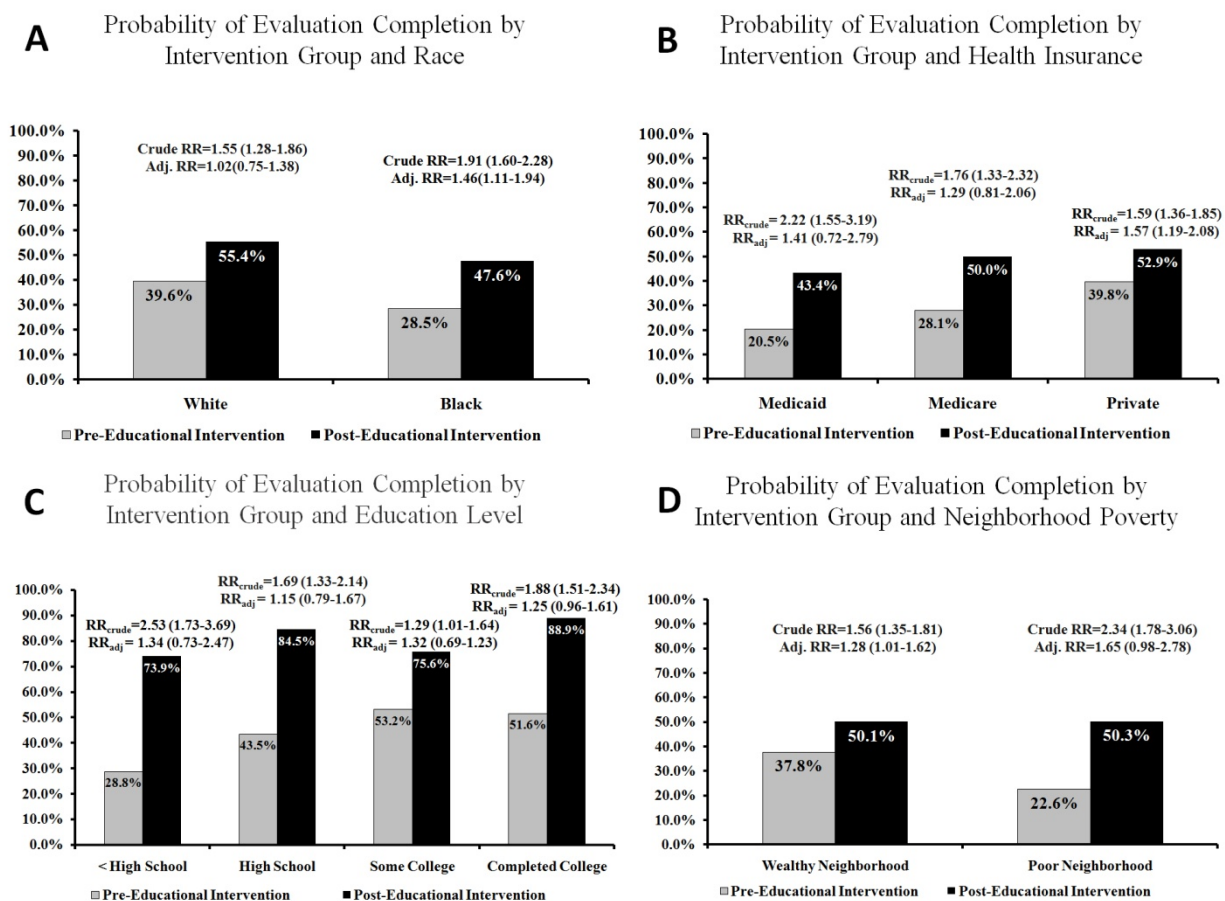 A
Probability of Evaluation Completion by
Intervention Group and Race
100.0%
90.0%
80.0%
70.0%
60.0%
50.0%
40.0%
30.0%
20.0%
10.0%
0.0%
Crude RR=1.55 (1.28-1.86)
Adj. RR=1.02(0.75-1.38)
Crude RR=1.91 (1.60-2.28)
Adj. RR=1.46(1.11-1.94)
39.6%
55.4%
28.5%
47.6%
White
Black
Pre-Educational Intervention
Post-Educational Intervention
B
Probability of Evaluation Completion by
Intervention Group and Health Insurance
100.0%
90.0%
80.0%
70.0%
60.0%
50.0%
40.0%
30.0%
20.0%
10.0%
0.0%
RRcrude = 2.22 (1.55-3.19)
RRadj = 1.41 (0.72-2.79)
RRcrude =1.76 (1.33-2.32)
RRadj = 1.29 (0.81-2.06)
RRcrude =1.59 (1.36-1.85)
RRadj =1.57 (1.19-2.08)
20.5%
43.4%
28.1%
50.0%
39.8%
52.9%
Medicaid
Medicare
Private
Pre-Educational Intervention
Post-Educational Intervention
C
Probability of Evaluation Completion by
Intervention Group and Education Level
100.0%
90.0%
80.0%
70.0%
60.0%
50.0%
40.0%
30.0%
20.0%
10.0%
0.0%
RRcrude=2.53 (1.73-3.69)
RRadj = 1.34 (0.73-2.47)
RRcrude=1.69 (1.33-2.14)
RRadj = 1.15 (0.79-1.67)
RRcrude=1.29 (1.01-1.64)
RRadj = 1.32 (0.69-1.23)
RRcrude=1.88 (1.51-2.34)
RRadj = 1.25 (0.96-1.61)
28.8%
73.9%
43.5%
84.5%
53.2%
75.6%
51.6%
88.9%
< High School
High School
Some College
Completed College
Pre-Educational Intervention
Post-Educational Intervention
D
Probability of Evaluation Completion by
Intervention Group and Neighborhood Poverty
100.0%
90.0%
80.0%
70.0%
60.0%
50.0%
40.0%
30.0%
20.0%
10.0%
0.0%
Crude RR=1.56 (1.35-1.81)
Adj. RR=1.28 (1.01-1.62)
Crude RR=2.34 (1.78-3.06)
Adj. RR=1.65 (0.98-2.78)
37.8%
50.1%
22.6%
50.3%
Wealthy Neighborhood
Poor Neighborhood
Pre-Educational Intervention
Post-Educational Intervention